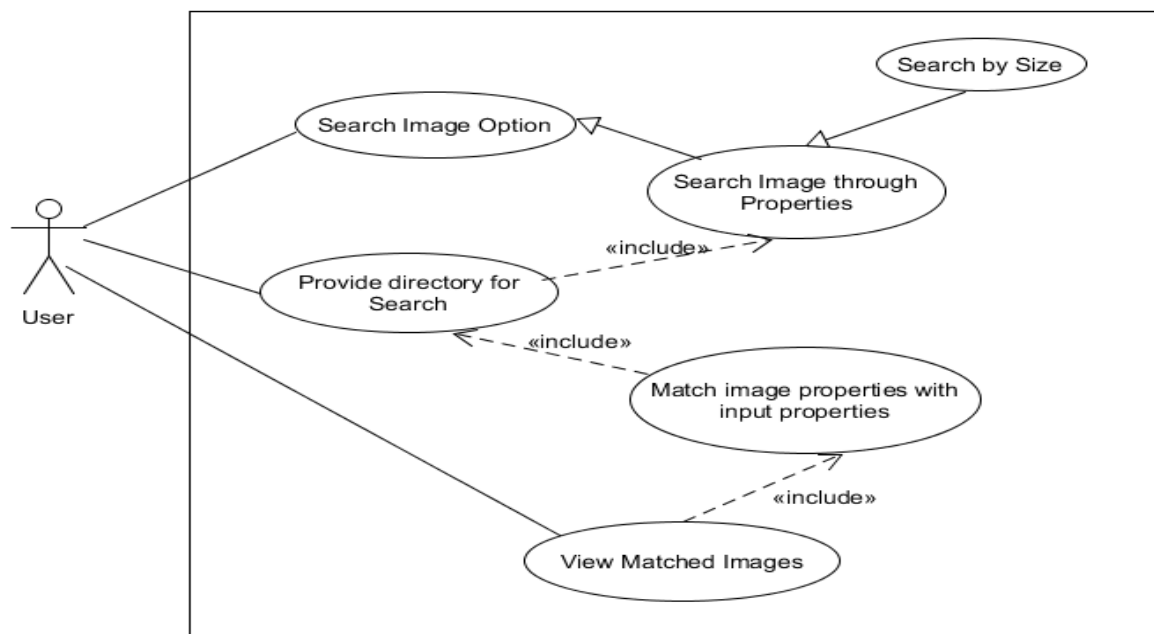 Search by Size
Search Image Option
Search Image through
Properties
«include»
Provide directory for
Search
User
«include»
Match image properties with
input properties
«include»
View Matched Images